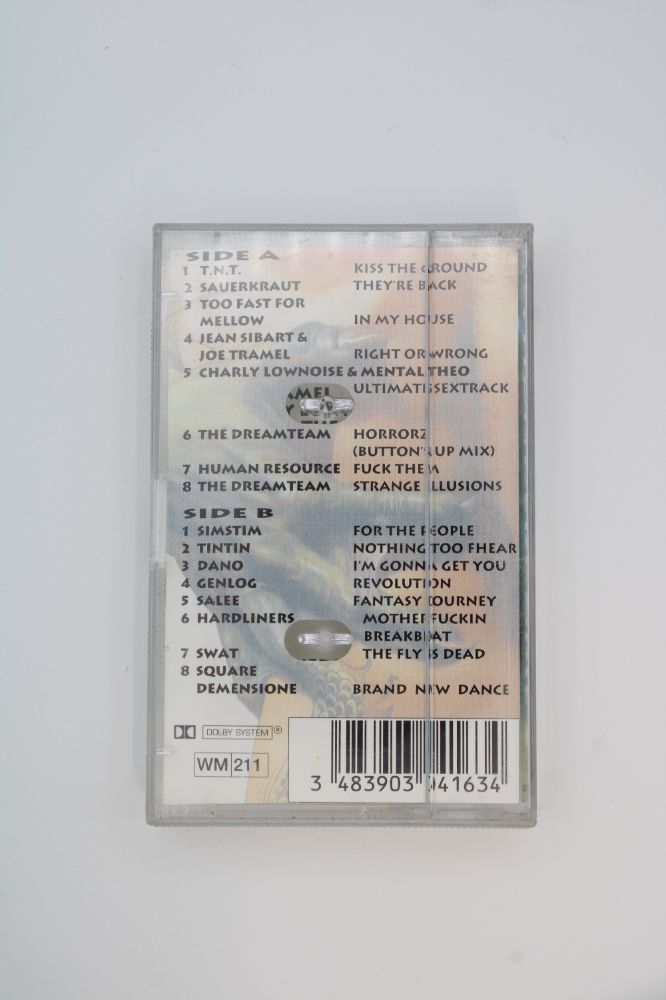 SIDE A
1 T.N.T. KISS THE GROUND
2 SAUERKRAUT THEY'RE BACK
3 TOO FAST FOR
MELLOW IN MY HOUSE
4 JEAN SIBART &
JOE TRAMEL RIGHT OR WRONG
5 CHARLY LOWNOISE & MENTAL THEO
ULTIMATE SEXTRACK
6 THE DREAMTEAM HORRORZ
(BUTTON'S UP MIX)
7 HUMAN RESOURCE FUCK THEM
8 THE DREAMTEAM STRANGE ILLUSIONS
SIDE B
1 SIMSTIM FOR THE PEOPLE
2 TINTIN NOTHING TOO FHEAR
3 DANO I'M GONNA GET YOU
4 GENLOG REVOLUTION
5 SALEE FANTASY JOURNEY
6 HARDLINERS MOTHERFUCKIN
BREAKBEAT
7 SWAT THE FLY IS DEAD
8 SQUARE
DEMENSIONE BRAND NEW DANCE
DOLBY SYSTEM®
WM 211
3 483903 041634